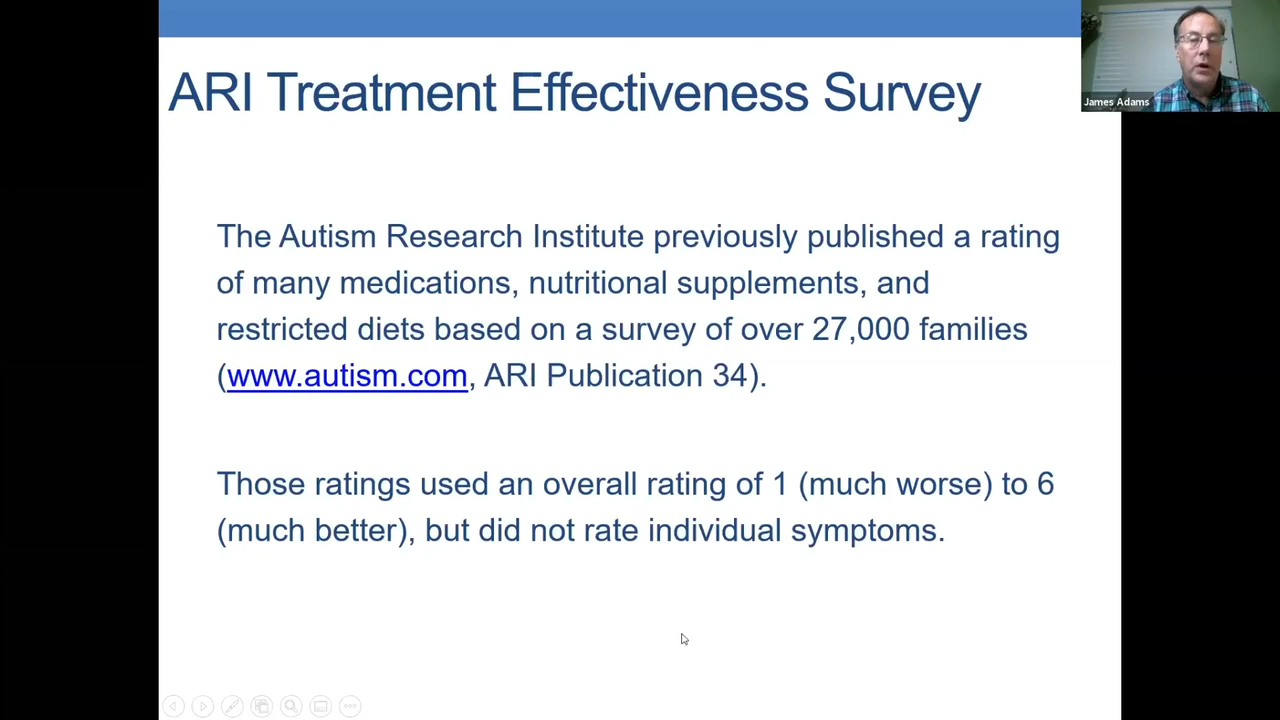 ARI Treatment Effectiveness Survey
James Adams
The Autism Research Institute previously published a rating
of many medications, nutritional supplements, and
restricted diets based on a survey of over 27,000 families
(www.autism.com, ARI Publication 34).
Those ratings used an overall rating of 1 (much worse) to 6
(much better), but did not rate individual symptoms.